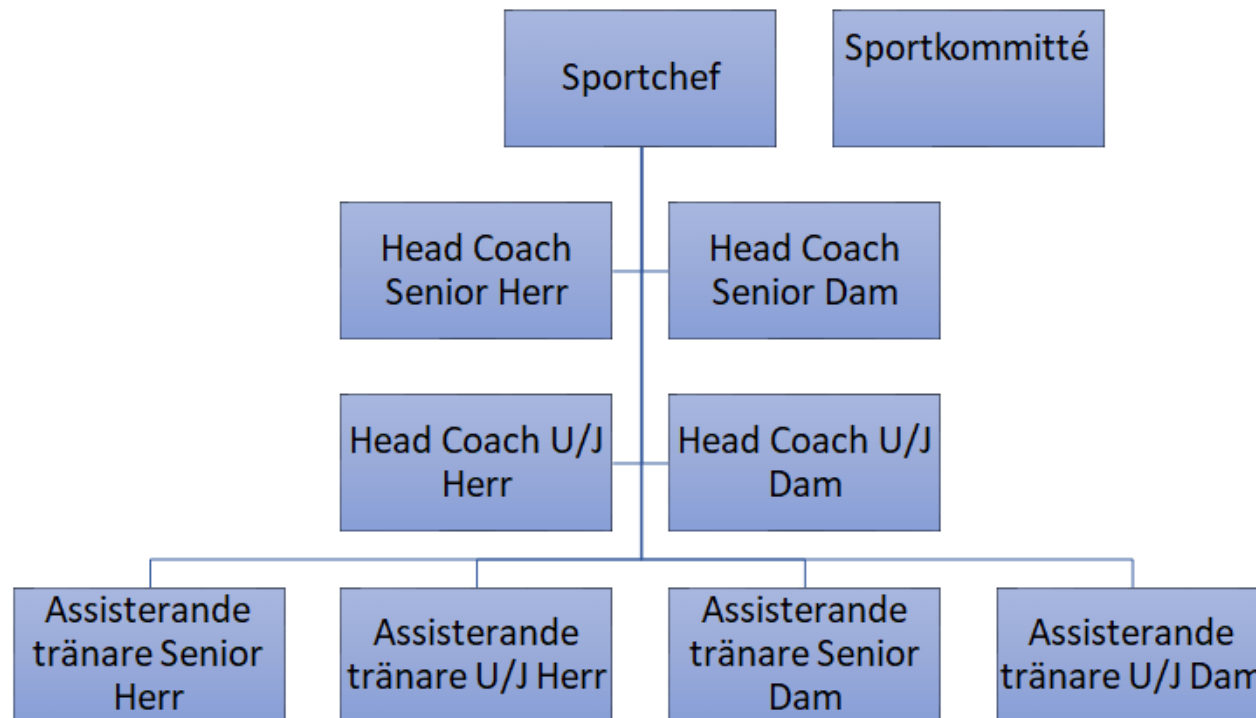 Sportchef
Sportkommitté
Head Coach
Senior Herr
Head Coach
Senior Dam
Head Coach U/J
Herr
Head Coach U/J
Dam
Assisterande
tränare Senior
Herr
Assisterande
tränare U/J Herr
Assisterande
tränare Senior
Dam
Assisterande
tränare U/J Dam